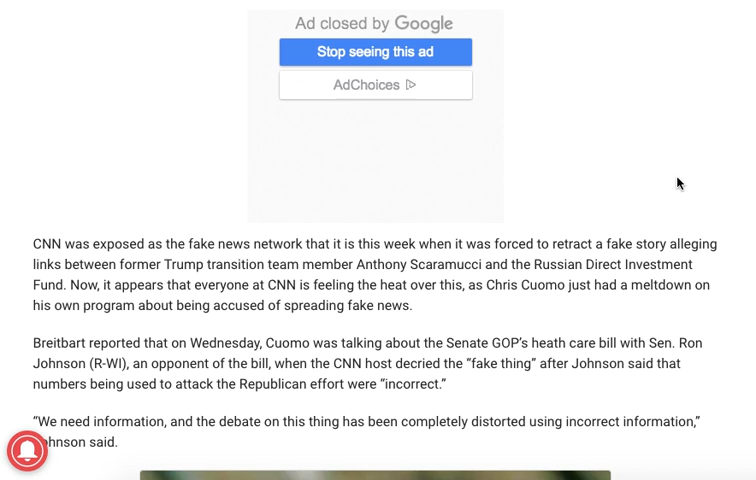 Ad closed by Google
Stop seeing this ad
AdChoices
CNN was exposed as the fake news network that it is this week when it was forced to retract a fake story alleging
links between former Trump transition team member Anthony Scaramucci and the Russian Direct Investment
Fund. Now, it appears that everyone at CNN is feeling the heat over this, as Chris Cuomo just had a meltdown on
his own program about being accused of spreading fake news.
Breitbart reported that on Wednesday, Cuomo was talking about the Senate GOP’s heath care bill with Sen. Ron
Johnson (R-WI), an opponent of the bill, when the CNN host decried the “fake thing” after Johnson said that
numbers being used to attack the Republican effort were “incorrect.”
“We need information, and the debate on this thing has been completely distorted using incorrect information,”
Johnson said.